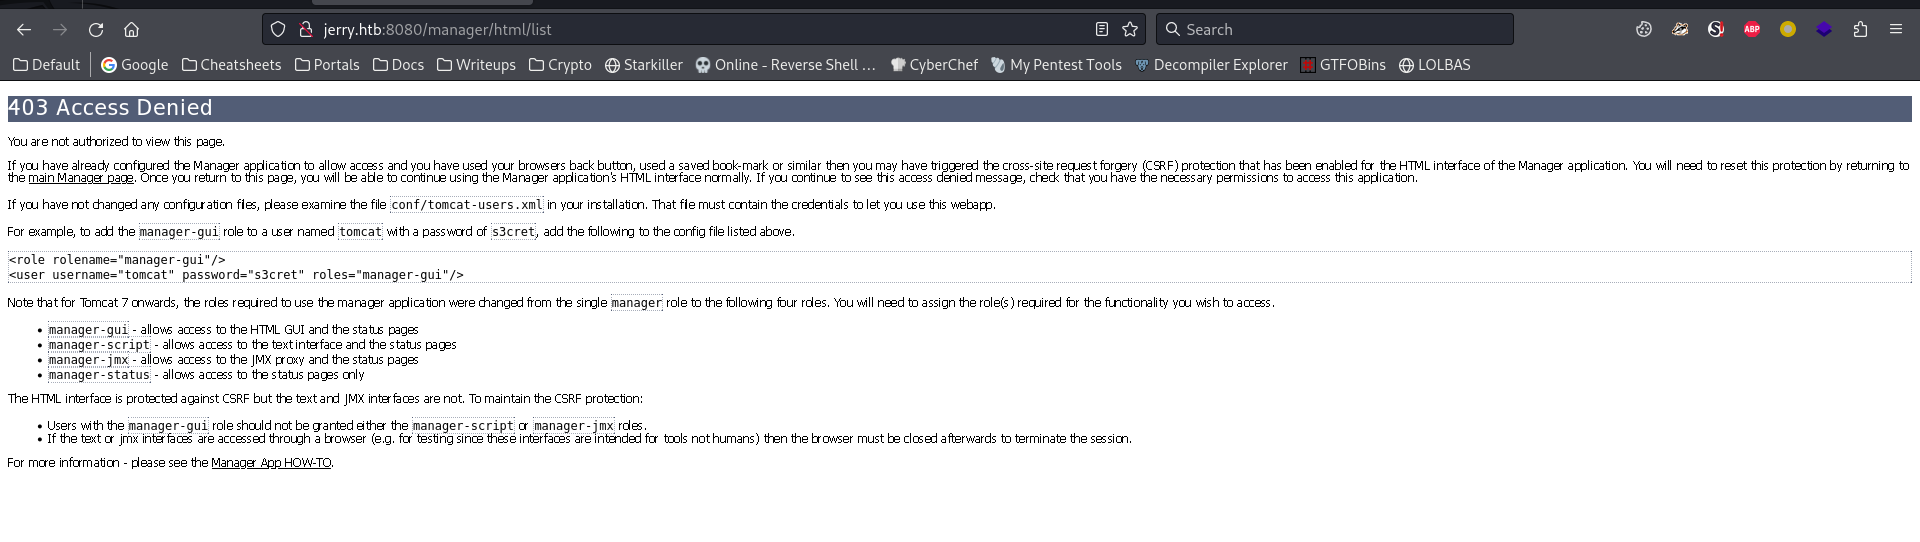 jerry.htb:8080/manager/html/list
Search
ABP
Default
Google
Cheatsheets
Portals
Docs
Writeups
Crypto
Starkiller
Online - Reverse Shell ...
CyberChef
My Pentest Tools
Decompiler Explorer
GTFOBins
LOLBAS
403 Access Denied
You are not authorized to view this page.
If you have already configured the Manager application to allow access and you have used your browsers back button, used a saved book-mark or similar then you may have triggered the cross-site request forgery (CSRF) protection that has been enabled for the HTML interface of the Manager application. You will need to reset this protection by returning to
the main Manager page. Once you return to this page, you will be able to continue using the Manager application's HTML interface normally. If you continue to see this access denied message, check that you have the necessary permissions to access this application.
If you have not changed any configuration files, please examine the file conf/tomcat-users.xml in your installation. That file must contain the credentials to let you use this webapp.
For example, to add the manager-gui role to a user named tomcat with a password of s3cret, add the following to the config file listed above.
<role rolename="manager-gui"/>
<user username="tomcat" password="s3cret" roles="manager-gui"/>
Note that for Tomcat 7 onwards, the roles required to use the manager application were changed from the single manager role to the following four roles. You will need to assign the role(s) required for the functionality you wish to access.
• manager-gui - allows access to the HTML GUI and the status pages
• manager-script - allows access to the text interface and the status pages
• manager-jmx - allows access to the JMX proxy and the status pages
• manager-status - allows access to the status pages only
The HTML interface is protected against CSRF but the text and JMX interfaces are not. To maintain the CSRF protection:
• Users with the manager-gui role should not be granted either the manager-script or manager-jmx roles.
• If the text or jmx interfaces are accessed through a browser (e.g. for testing since these interfaces are intended for tools not humans) then the browser must be closed afterwards to terminate the session.
For more information - please see the Manager App HOW-TO.